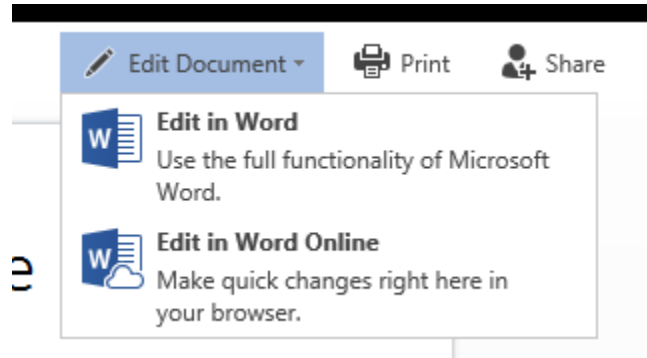 Edit Document Print Share
Edit in Word
Use the full functionality of Microsoft
Word.
Edit in Word Online
Make quick changes right here in
your browser.
e